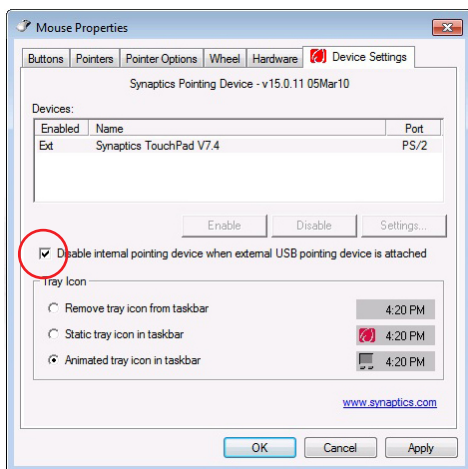 Mouse Properties
Buttons Pointers Pointer Options Wheel Hardware Device Settings
Synaptics Pointing Device - v15.0.11 05Mar10
Devices:
Enabled Name Port
Ext Synaptics TouchPad V7.4 PS/2
Enable Disable Settings...
Disable internal pointing device when external USB pointing device is attached
Tray Icon
Remove tray icon from taskbar 4:20 PM
Static tray icon in taskbar 4:20 PM
Animated tray icon in taskbar 4:20 PM
www.synaptics.com
OK Cancel Apply